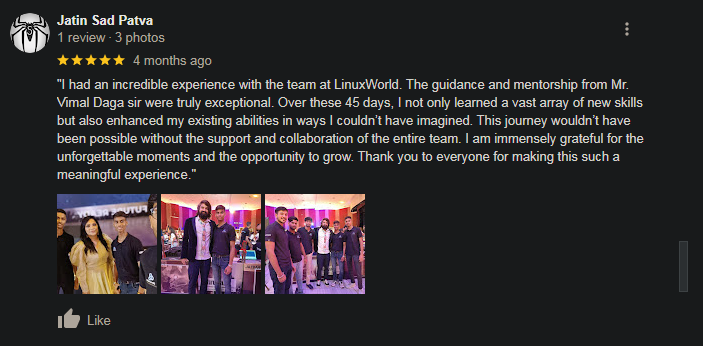 Jatin Sad Patva
1 review · 3 photos
4 months ago
"I had an incredible experience with the team at LinuxWorld. The guidance and mentorship from Mr.
Vimal Daga sir were truly exceptional. Over these 45 days, I not only learned a vast array of new skills
but also enhanced my existing abilities in ways I couldn't have imagined. This journey wouldn't have
been possible without the support and collaboration of the entire team. I am immensely grateful for the
unforgettable moments and the opportunity to grow. Thank you to everyone for making this such a
meaningful experience."
FUTURE READY
Like